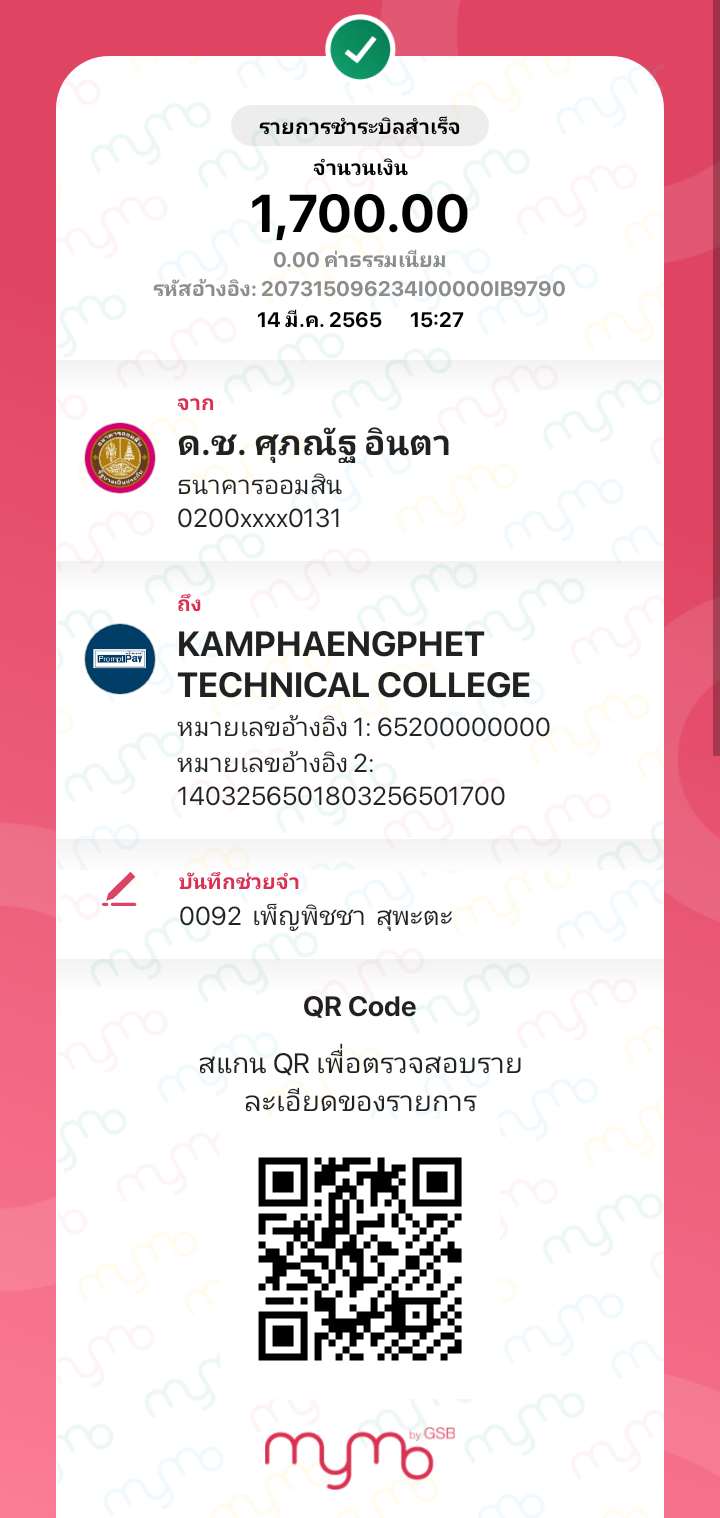 รายการชำระบิลสำเร็จ
จำนวนเงิน
1,700.00
0.00 ค่าธรรมเนียม
รหัสอ้างอิง: 207315096234I00000IB9790
14 มี.ค. 2565 15:27
จาก
ด.ช. ศุภณัฐ อินตา
ธนาคารออมสิน
0200xxxx0131
ถึง
PromptPay
KAMPHAENGPHET
TECHNICAL COLLEGE
หมายเลขอ้างอิง 1: 65200000000
หมายเลขอ้างอิง 2:
1403256501803256501700
บันทึกช่วยจำ
0092 เพ็ญพิชชา สุพะตะ
QR Code
สแกน QR เพื่อตรวจสอบราย
ละเอียดของรายการ
mymo by GSB